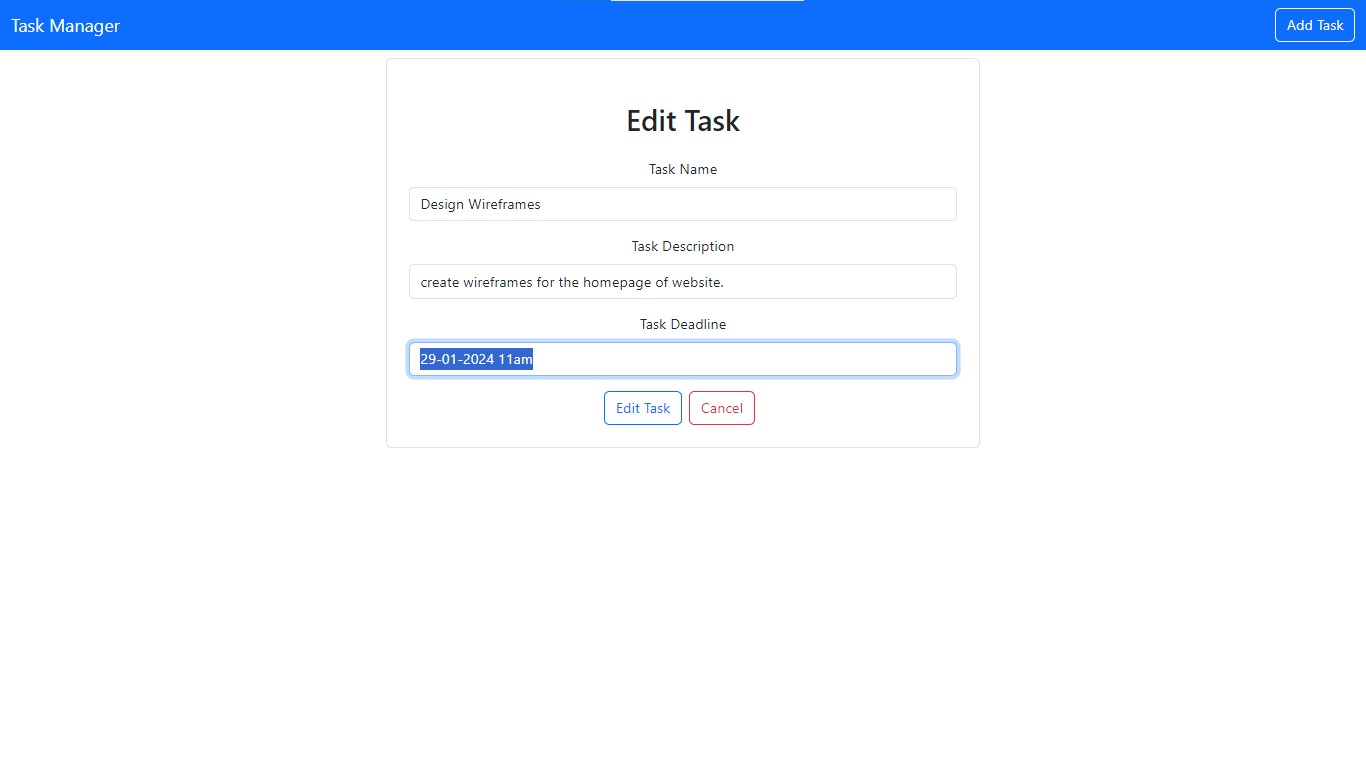 Task Manager
Add Task
Edit Task
Task Name
Design Wireframes
Task Description
create wireframes for the homepage of website.
Task Deadline
29-01-2024 11am
Edit Task
Cancel